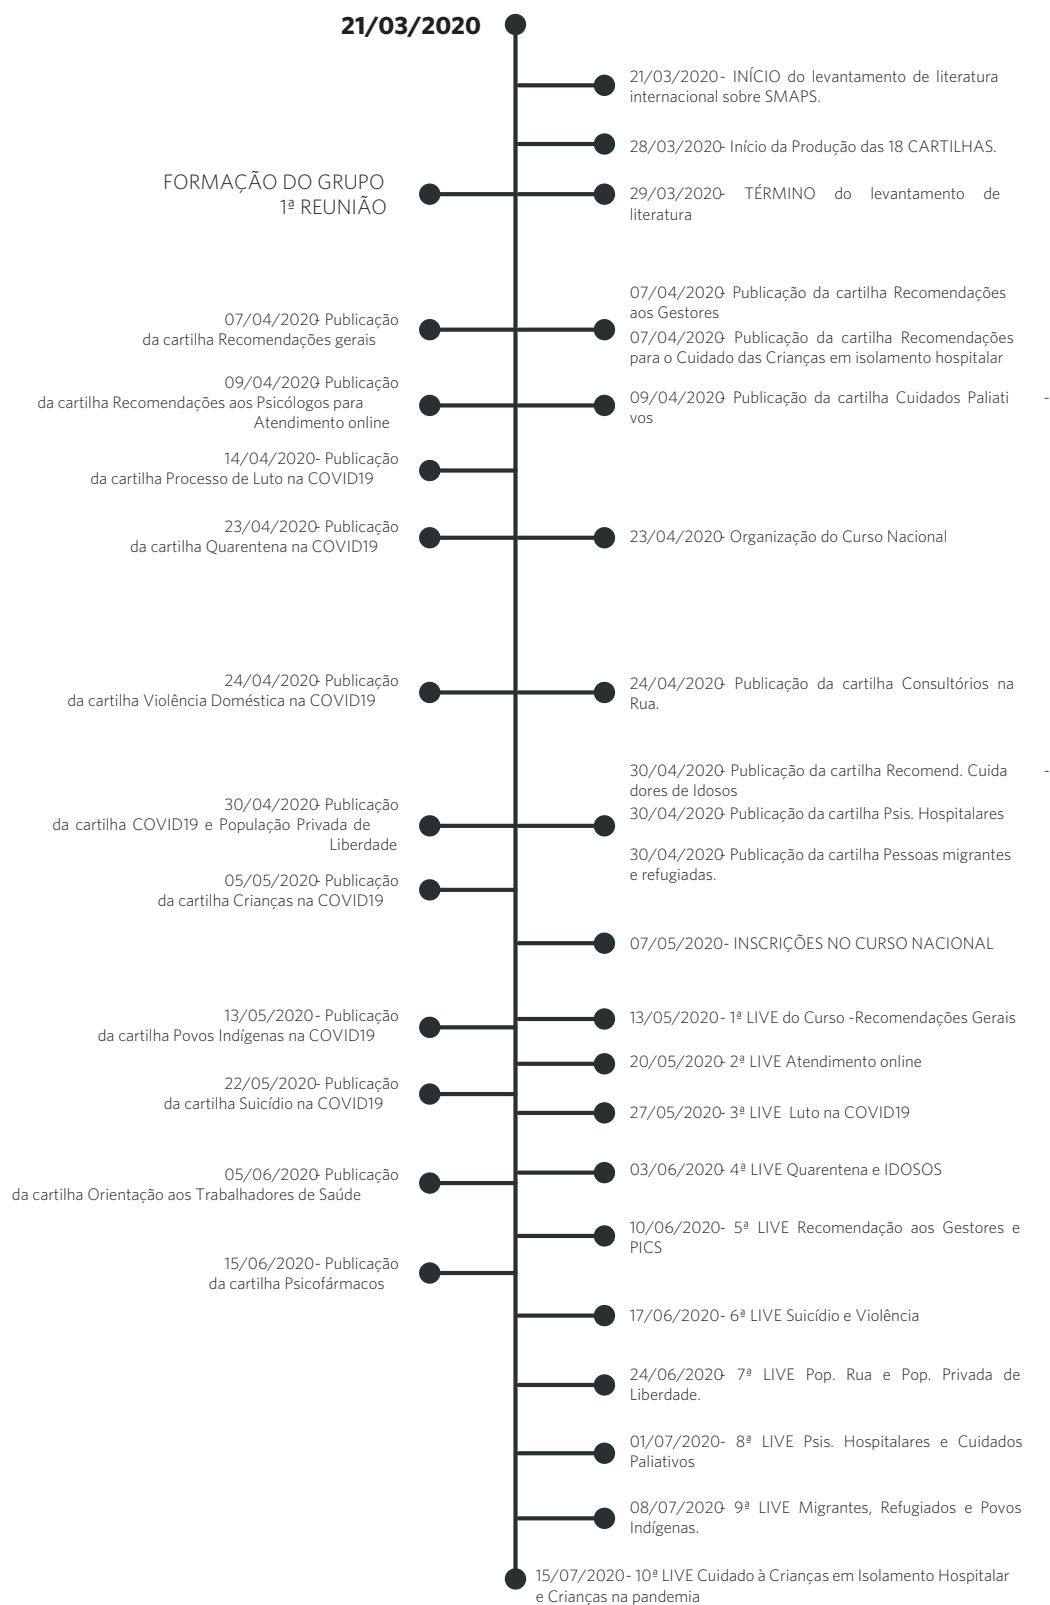 21/03/2020
21/03/2020- INÍCIO do levantamento de literatura
internacional sobre SMAPS.
28/03/2020- Início da Produção das 18 CARTILHAS.
FORMAÇÃO DO GRUPO
1ª REUNIÃO
29/03/2020- TÉRMINO do levantamento de
literatura
07/04/2020- Publicação
da cartilha Recomendações gerais
07/04/2020- Publicação da cartilha Recomendações
aos Gestores
07/04/2020- Publicação da cartilha Recomendações
para o Cuidado das Crianças em isolamento hospitalar
09/04/2020- Publicação
da cartilha Recomendações aos Psicólogos para
Atendimento online
09/04/2020- Publicação da cartilha Cuidados Paliati -
vos
14/04/2020- Publicação
da cartilha Processo de Luto na COVID19
23/04/2020- Publicação
da cartilha Quarentena na COVID19
23/04/2020- Organização do Curso Nacional
24/04/2020- Publicação
da cartilha Violência Doméstica na COVID19
24/04/2020- Publicação da cartilha Consultórios na
Rua.
30/04/2020- Publicação
da cartilha COVID19 e População Privada de
Liberdade
30/04/2020- Publicação da cartilha Recomend. Cuida -
dores de Idosos
30/04/2020- Publicação da cartilha Psis. Hospitalares
30/04/2020- Publicação da cartilha Pessoas migrantes
e refugiadas.
05/05/2020- Publicação
da cartilha Crianças na COVID19
07/05/2020- INSCRIÇÕES NO CURSO NACIONAL
13/05/2020- Publicação
da cartilha Povos Indígenas na COVID19
13/05/2020- 1ª LIVE do Curso -Recomendações Gerais
20/05/2020- 2ª LIVE Atendimento online
22/05/2020- Publicação
da cartilha Suicídio na COVID19
27/05/2020- 3ª LIVE Luto na COVID19
03/06/2020- 4ª LIVE Quarentena e IDOSOS
05/06/2020- Publicação
da cartilha Orientação aos Trabalhadores de Saúde
10/06/2020- 5ª LIVE Recomendação aos Gestores e
PICS
15/06/2020- Publicação
da cartilha Psicofármacos
17/06/2020- 6ª LIVE Suicídio e Violência
24/06/2020- 7ª LIVE Pop. Rua e Pop. Privada de
Liberdade.
01/07/2020- 8ª LIVE Psis. Hospitalares e Cuidados
Paliativos
08/07/2020- 9ª LIVE Migrantes, Refugiados e Povos
Indígenas.
15/07/2020- 10ª LIVE Cuidado à Crianças em Isolamento Hospitalar
e Crianças na pandemia